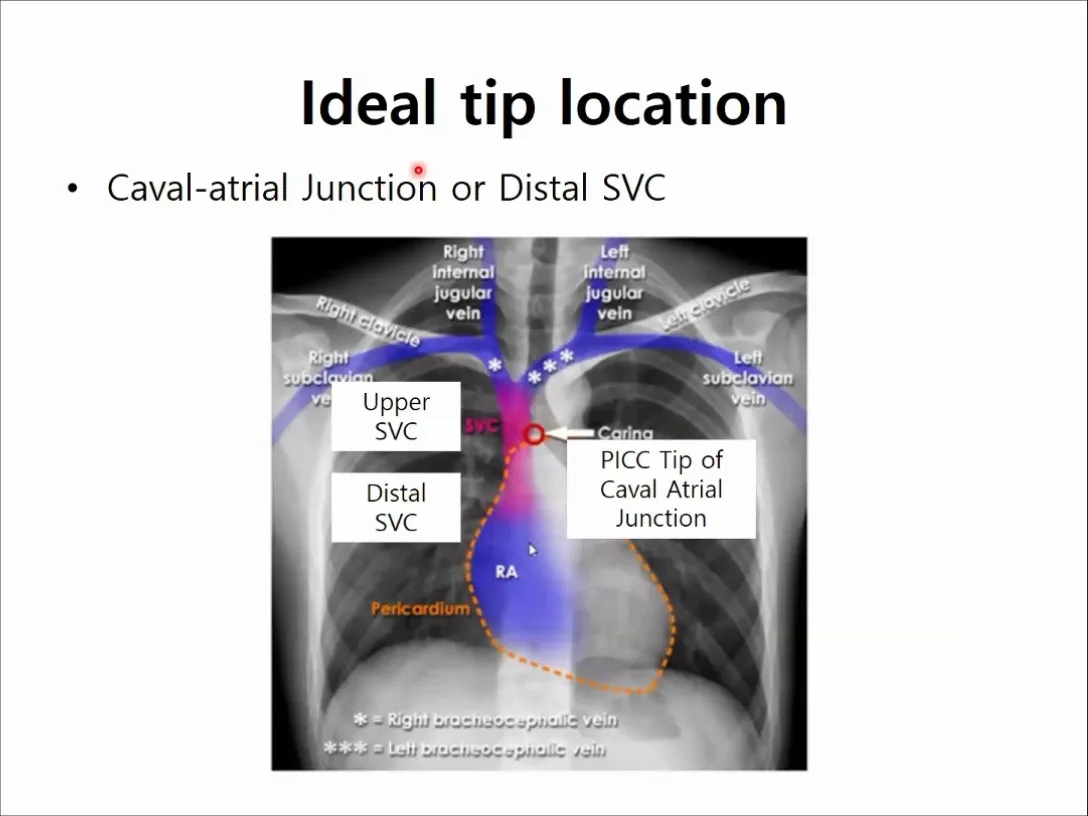 Ideal tip location
• Caval-atrial Junction or Distal SVC
Right
internal
jugular
vein
Left
internal
jugular
vein
Right clavicle
Left clavicle
Right
subclavian
ve
Left
subclavian
vein
*
***
Upper
SVC
SVC
Carina
PICC Tip of
Caval Atrial
Junction
Distal
SVC
RA
Pericardium
* = Right bracheocephalic vein
*** = Left bracheocephalic vein